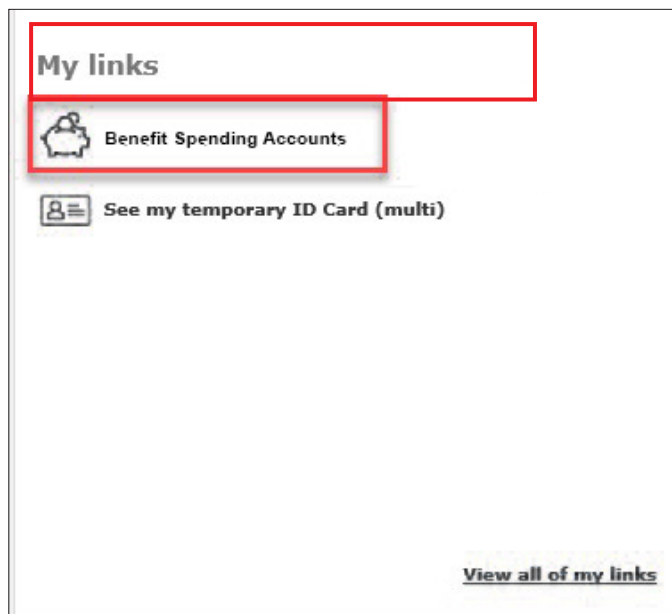 My links
Benefit Spending Accounts
See my temporary ID Card (multi)
View all of my links